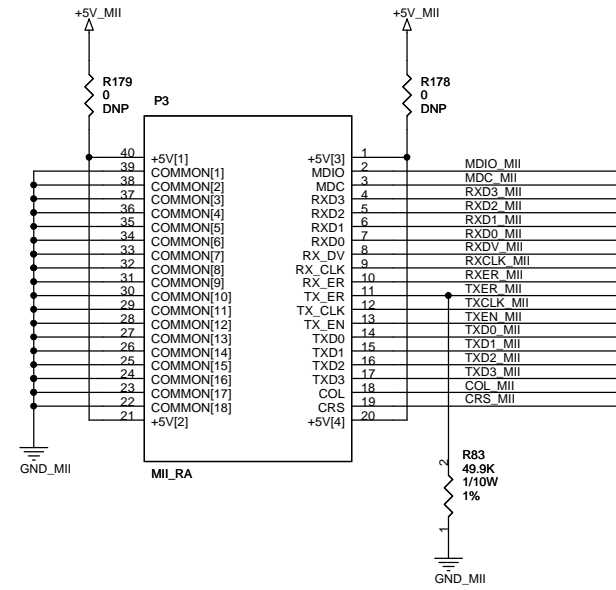 +5V_MII
+5V_MII
R179
0
DNP
R178
0
DNP
P3
40 +5V[1] +5V[3] 1
39 COMMON[1] MDIO 2 MDIO_MII
38 COMMON[2] MDC 3 MDC_MII
37 COMMON[3] RXD3 4 RXD3_MII
36 COMMON[4] RXD2 5 RXD2_MII
35 COMMON[5] RXD1 6 RXD1_MII
34 COMMON[6] RXD0 7 RXD0_MII
33 COMMON[7] RX_DV 8 RXDV_MII
32 COMMON[8] RX_CLK 9 RXCLK_MII
31 COMMON[9] RX_ER 10 RXER_MII
30 COMMON[10] TX_ER 11 TXER_MII
29 COMMON[11] TX_CLK 12 TXCLK_MII
28 COMMON[12] TX_EN 13 TXEN_MII
27 COMMON[13] TXD0 14 TXD0_MII
26 COMMON[14] TXD1 15 TXD1_MII
25 COMMON[15] TXD2 16 TXD2_MII
24 COMMON[16] TXD3 17 TXD3_MII
23 COMMON[17] COL 18 COL_MII
22 COMMON[18] CRS 19 CRS_MII
21 +5V[2] +5V[4] 20
GND_MII
MII_RA
R83
49.9K
1/10W
1%
2
1
GND_MII